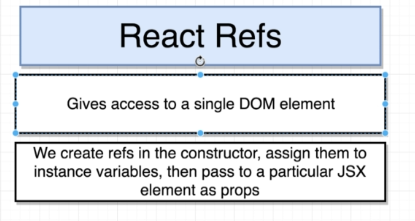 React Refs
Gives access to a single DOM element
We create refs in the constructor, assign them to
instance variables, then pass to a particular JSX
element as props